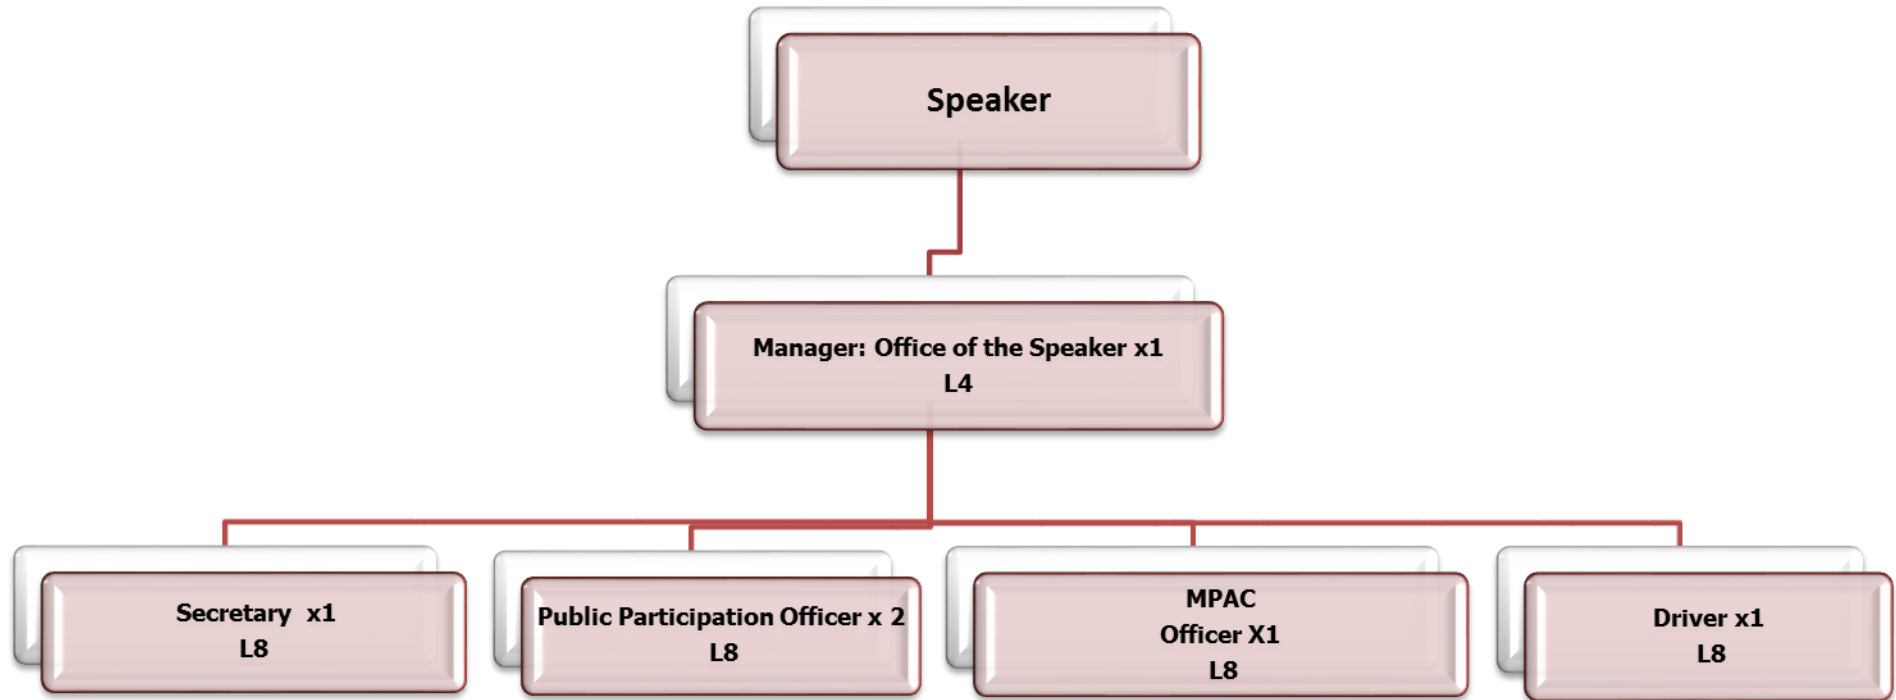 Speaker
Manager: Office of the Speaker x1
L4
Secretary  x1
L8
Public Participation Officer x 2
L8
MPAC
Officer X1
L8
Driver x1
L8